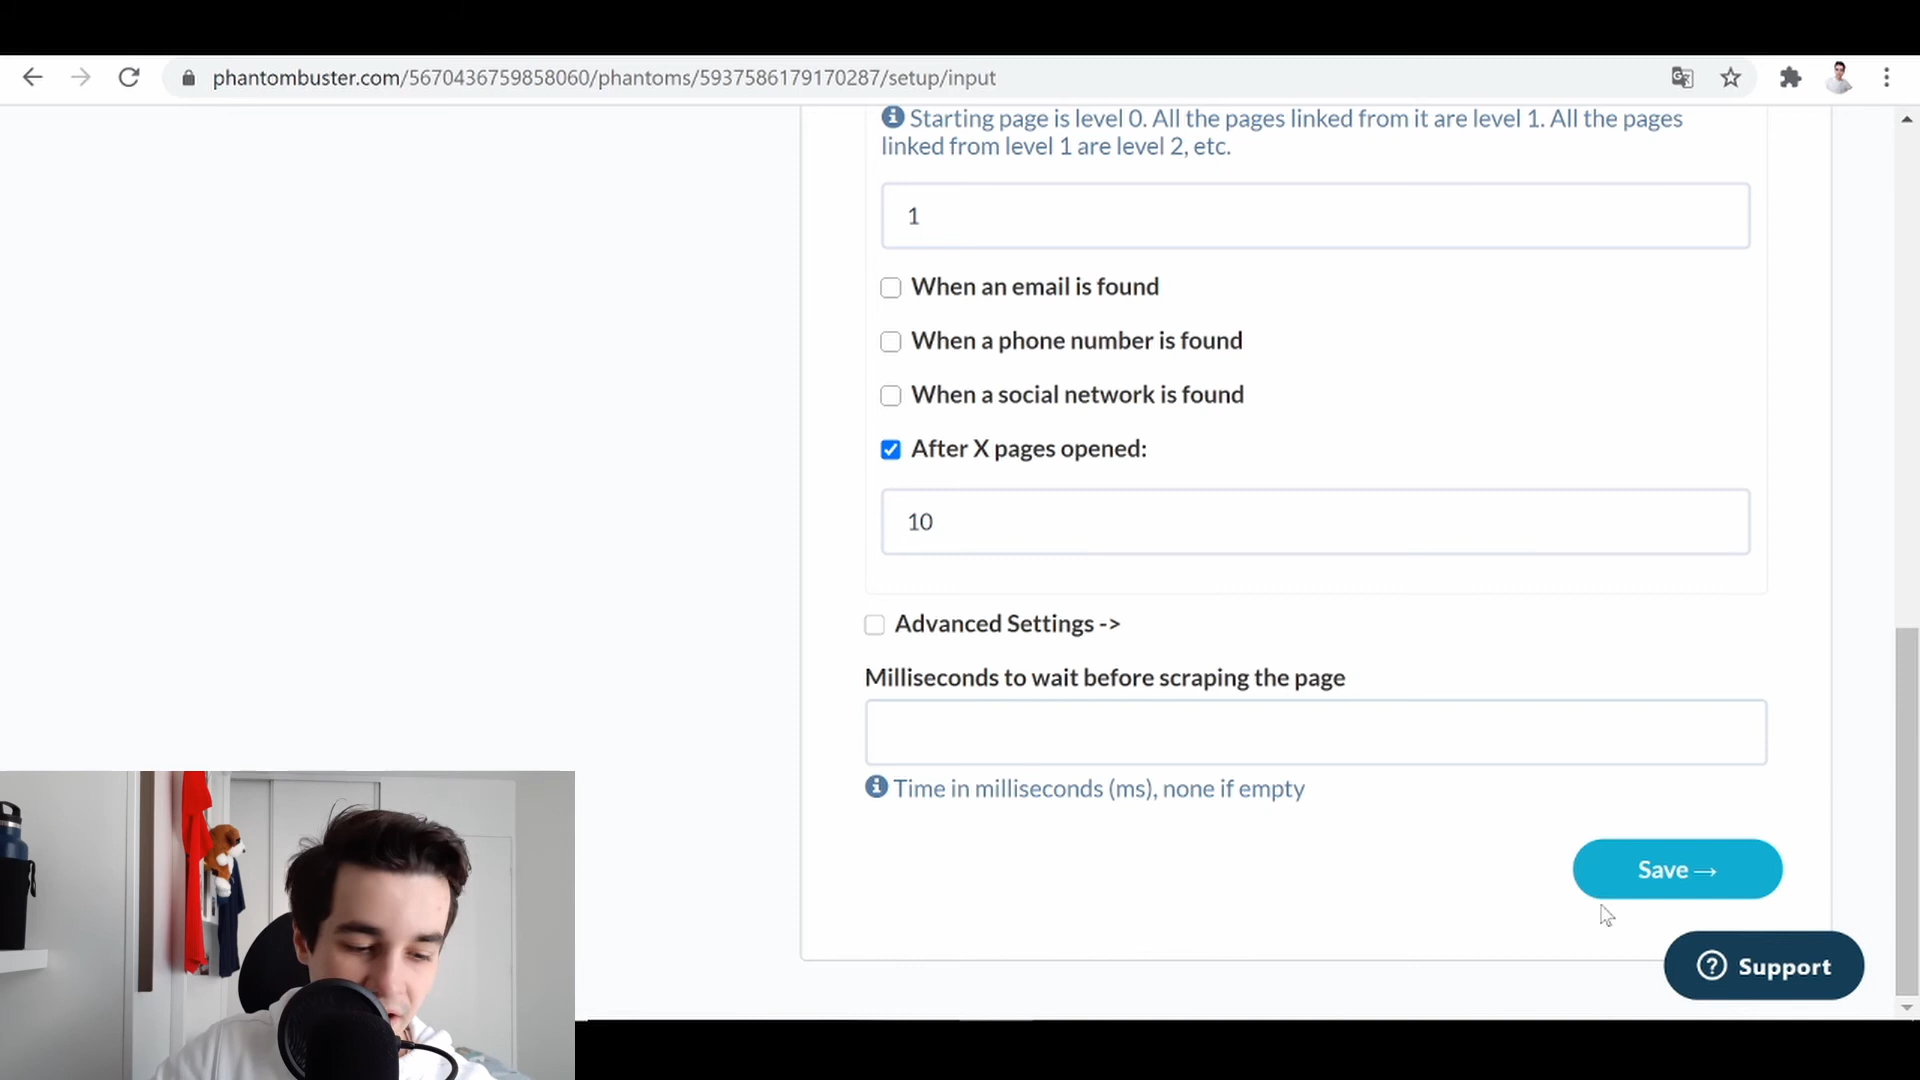 phantombuster.com/5670436759858060/phantoms/5937586179170287/setup/input
Starting page is level 0. All the pages linked from it are level 1. All the pages
linked from level 1 are level 2, etc.
1
When an email is found
When a phone number is found
When a social network is found
After X pages opened:
10
Advanced Settings ->
Milliseconds to wait before scraping the page
Time in milliseconds (ms), none if empty
Save →
Support